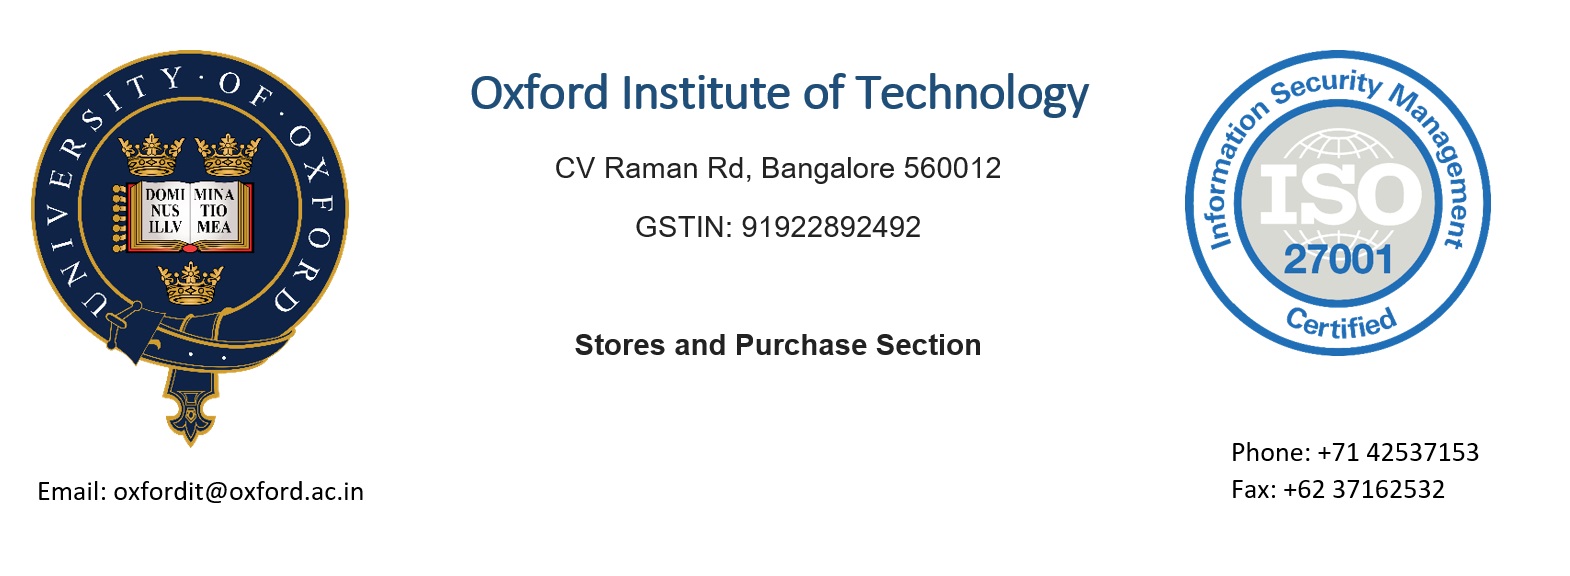 UNIVERSITY · OF · OXFORD
DOMI MINA
NUS TIO
ILLV MEA
Email: oxfordit@oxford.ac.in
Oxford Institute of Technology
CV Raman Rd, Bangalore 560012
GSTIN: 91922892492
Stores and Purchase Section
Information Security Management
ISO
27001
Certified
Phone: +71 42537153
Fax: +62 37162532